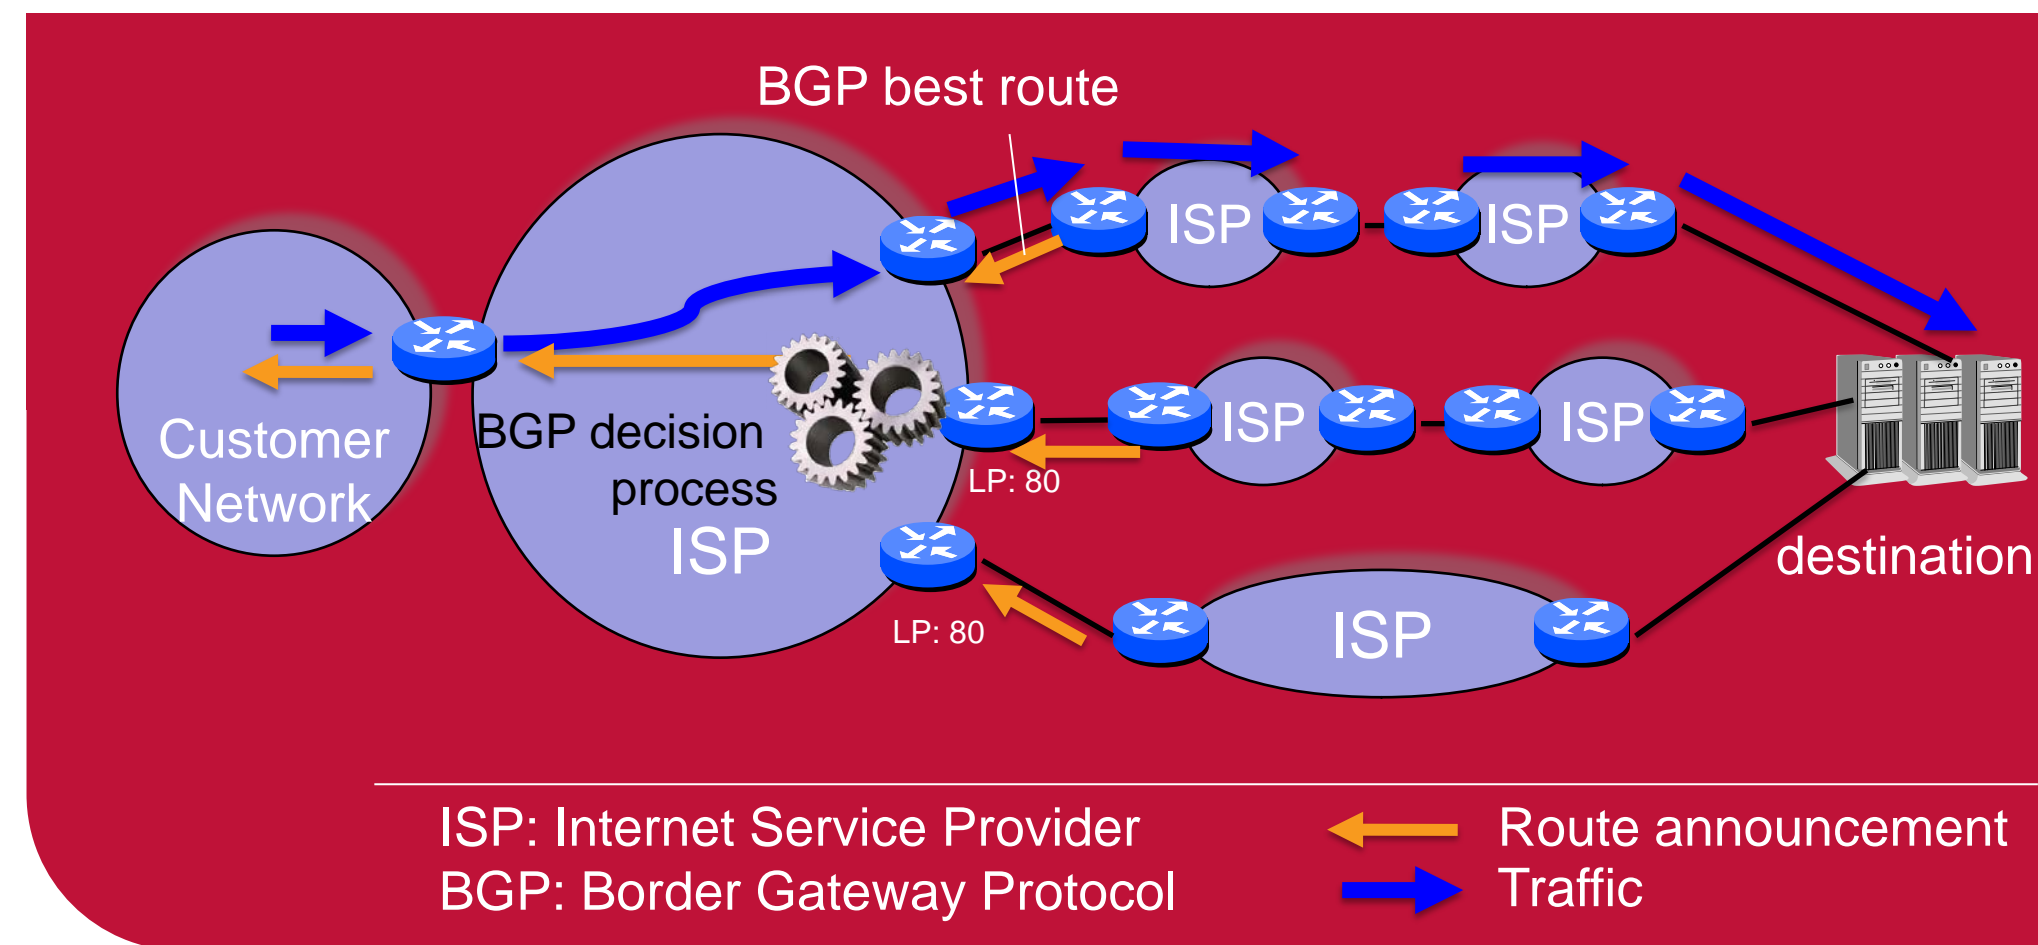 BGP best route
ISP
ISP
Customer
Network
BGP decision
process
ISP
ISP
ISP
LP: 80
destination
LP: 80
ISP
ISP: Internet Service Provider
Route announcement
BGP: Border Gateway Protocol
Traffic